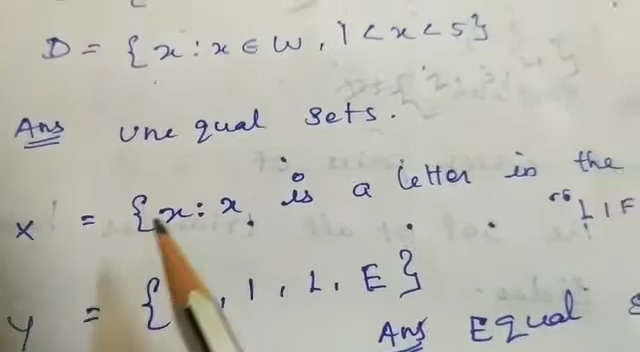 D = {x : x ∈ W, 1 < x < 5}
Ans unequal sets.
X = {x : x is a letter in the
"LIF
Y = { , I, L, E}
Ans Equal